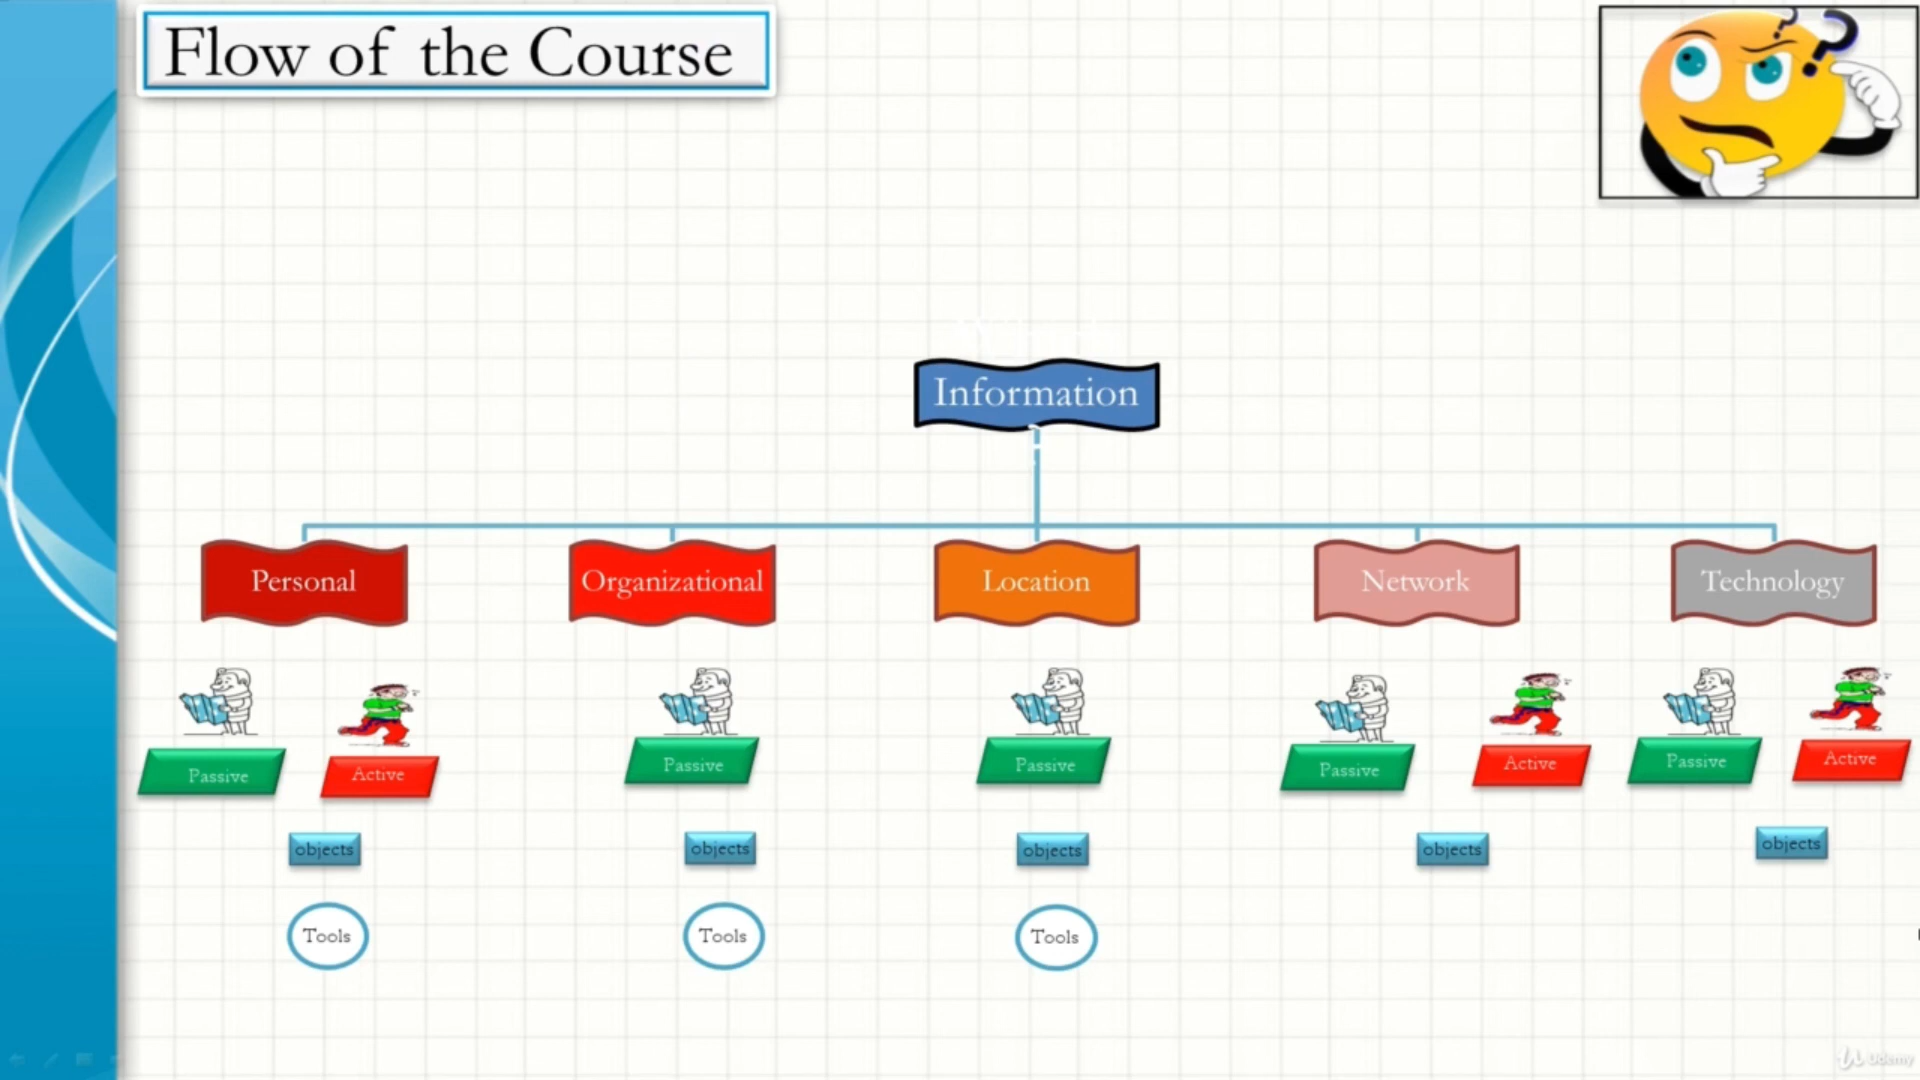 Flow of the Course
Information
Personal
Organizational
Location
Network
Technology
Passive
Active
Passive
Passive
Passive
Active
Passive
Active
objects
objects
objects
objects
objects
Tools
Tools
Tools
Udemy